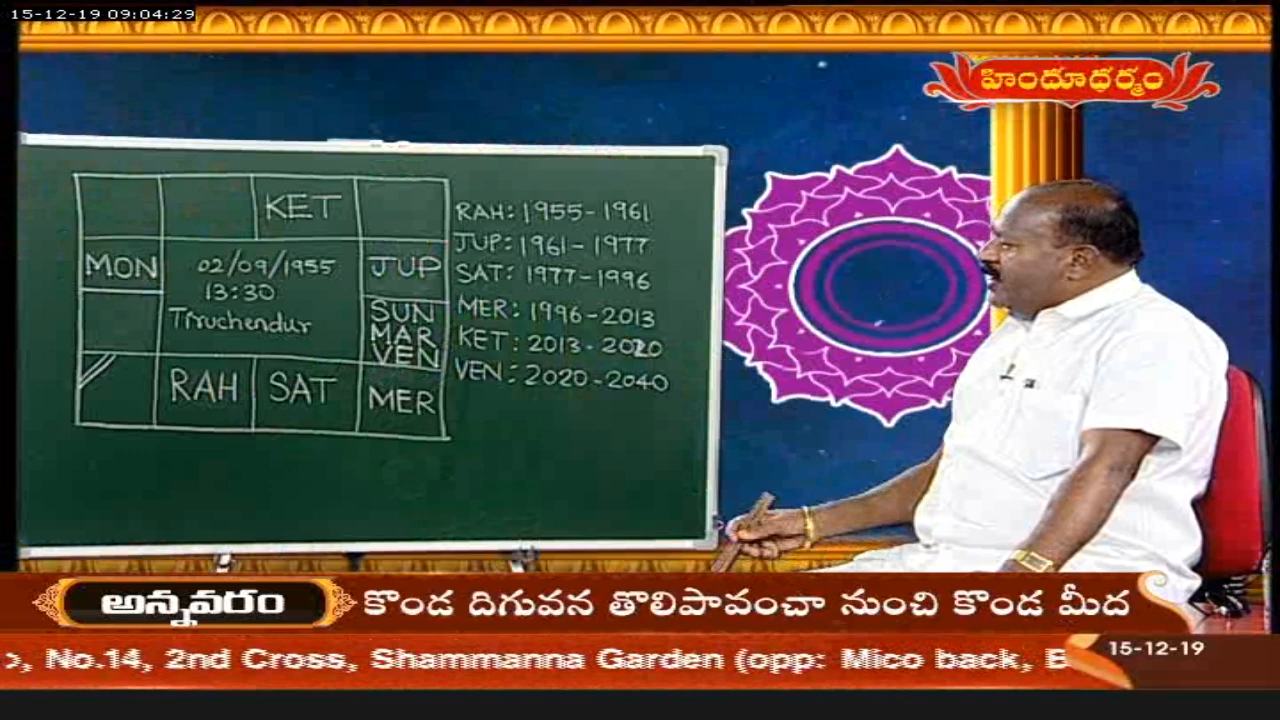 15-12-19 09:04:29
హిందూధర్మం
KET
MON
JUP
02/09/1955
13:30
Tiruchendur
SUN
MAR
VEN
RAH
SAT
MER
RAH: 1955-1961
JUP: 1961-1977
SAT: 1977-1996
MER: 1996-2013
KET: 2013-2020
VEN: 2020-2040
అన్నవరం
కొండ దిగువన తొలిపావంచా నుంచి కొండ మీద
, No.14, 2nd Cross, Shammanna Garden (opp: Mico back, B
15-12-19